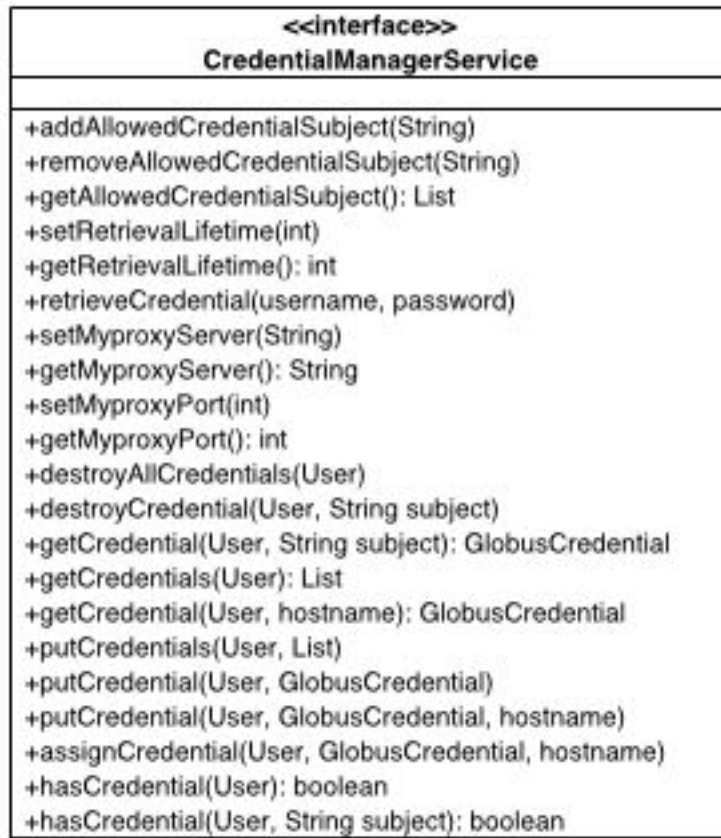 <<interface>>
CredentialManagerService
+addAllowedCredentialSubject(String)
+removeAllowedCredentialSubject(String)
+getAllowedCredentialSubject(): List
+setRetrievalLifetime(int)
+getRetrievalLifetime(): int
+retrieveCredential(username, password)
+setMyproxyServer(String)
+getMyproxyServer(): String
+setMyproxyPort(int)
+getMyproxyPort(): int
+destroyAllCredentials(User)
+destroyCredential(User, String subject)
+getCredential(User, String subject): GlobusCredential
+getCredentials(User): List
+getCredential(User, hostname): GlobusCredential
+putCredentials(User, List)
+putCredential(User, GlobusCredential)
+putCredential(User, GlobusCredential, hostname)
+assignCredential(User, GlobusCredential, hostname)
+hasCredential(User): boolean
+hasCredential(User, String subject): boolean